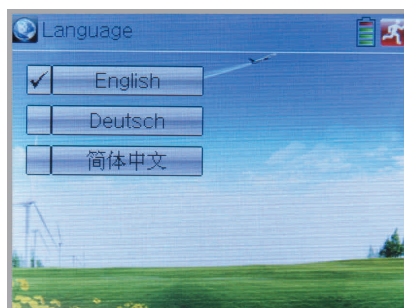 Language
English
Deutsch
简体中文